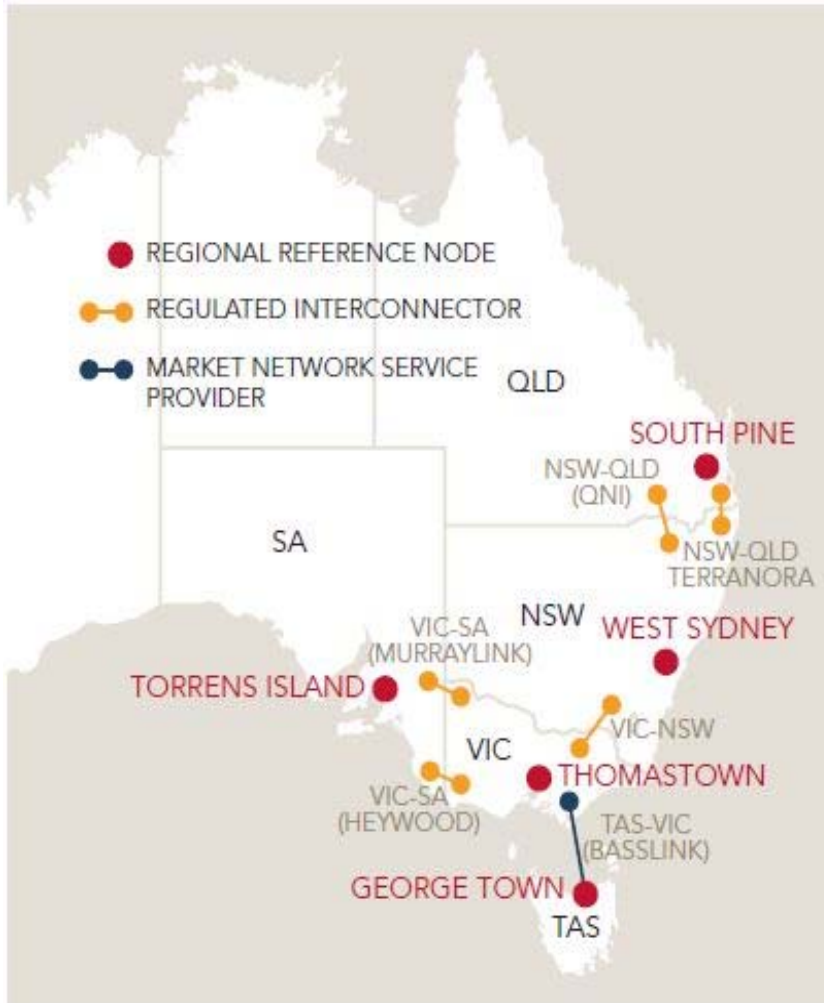 REGIONAL REFERENCE NODE
REGULATED INTERCONNECTOR
MARKET NETWORK SERVICE
PROVIDER
QLD
SOUTH PINE
NSW-QLD
(QNI)
SA
NSW-QLD
TERRANORA
NSW
WEST SYDNEY
VIC-SA
(MURRAYLINK)
TORRENS ISLAND
VIC-NSW
VIC
THOMASTOWN
VIC-SA
(HEYWOOD)
TAS-VIC
(BASSLINK)
GEORGE TOWN
TAS